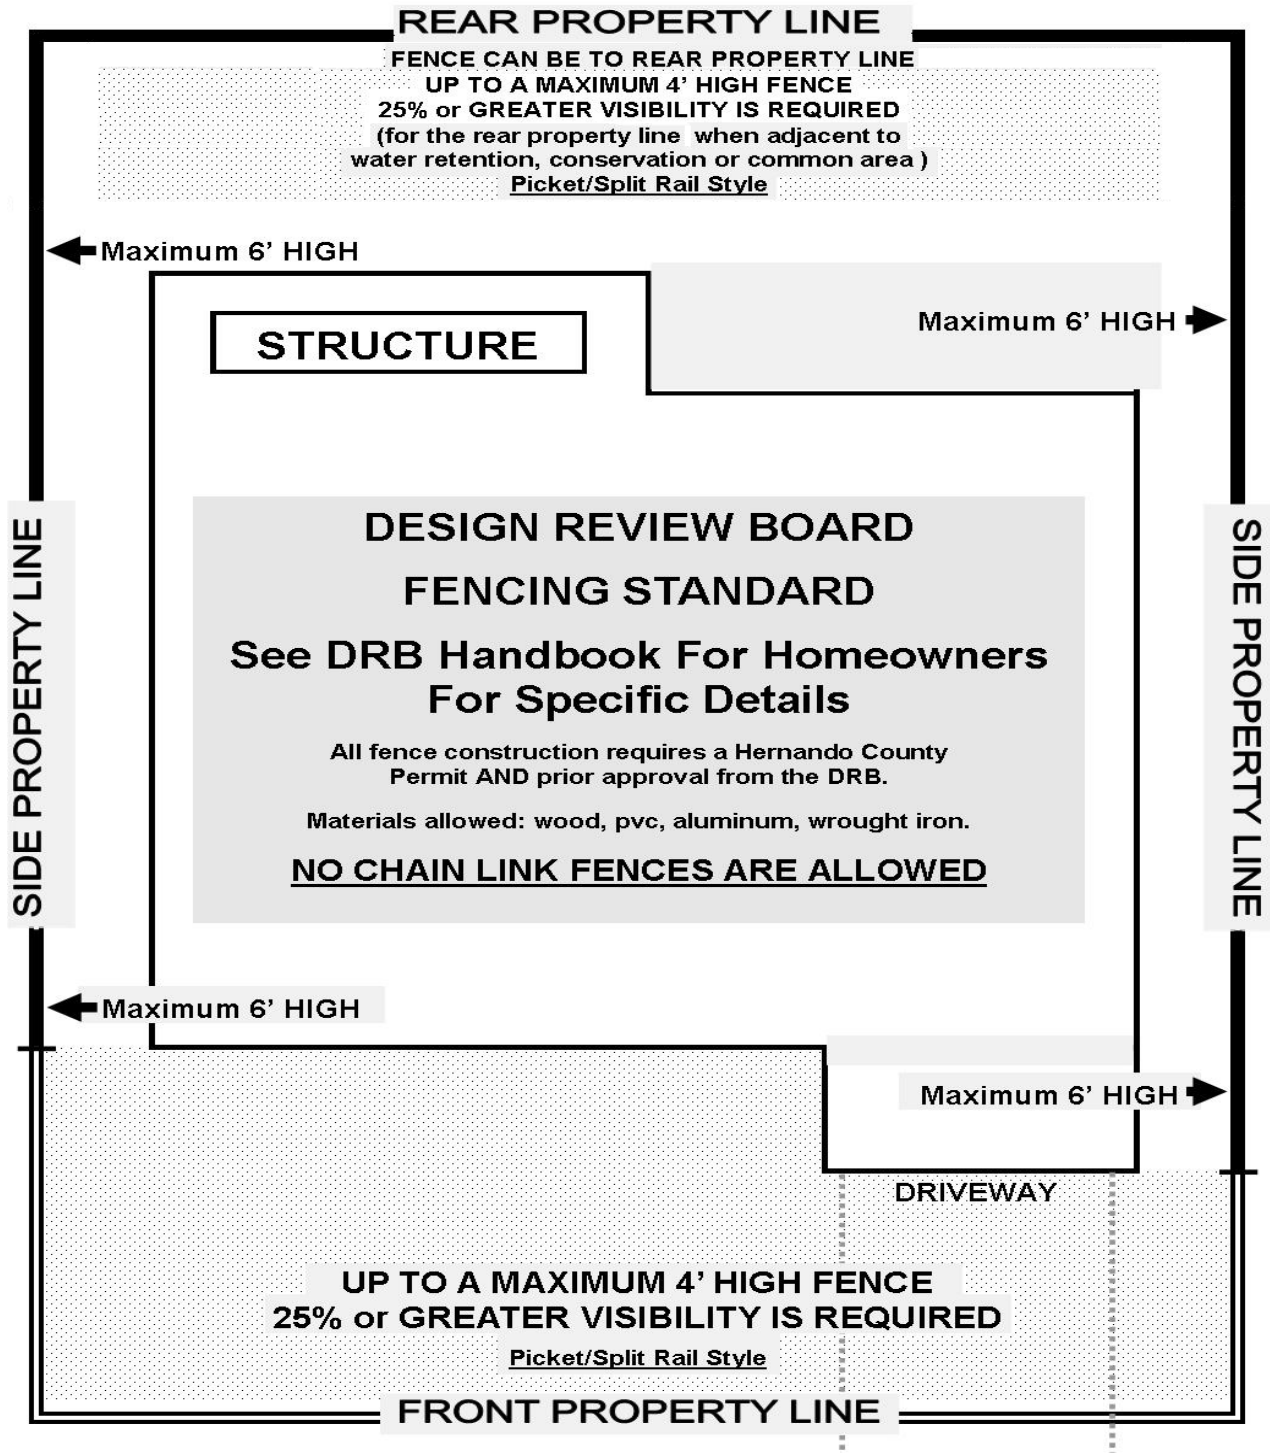 REAR PROPERTY LINE
FENCE CAN BE TO REAR PROPERTY LINE
UP TO A MAXIMUM 4’ HIGH FENCE
25% or GREATER VISIBILITY IS REQUIRED
(for the rear property line when adjacent to
water retention, conservation or common area )
Picket/Split Rail Style
Maximum 6’ HIGH
Maximum 6’ HIGH
STRUCTURE
SIDE PROPERTY LINE
SIDE PROPERTY LINE
DESIGN REVIEW BOARD
FENCING STANDARD
See DRB Handbook For Homeowners
For Specific Details
All fence construction requires a Hernando County
Permit AND prior approval from the DRB.
Materials allowed: wood, pvc, aluminum, wrought iron.
NO CHAIN LINK FENCES ARE ALLOWED
Maximum 6’ HIGH
Maximum 6’ HIGH
DRIVEWAY
UP TO A MAXIMUM 4’ HIGH FENCE
25% or GREATER VISIBILITY IS REQUIRED
Picket/Split Rail Style
FRONT PROPERTY LINE